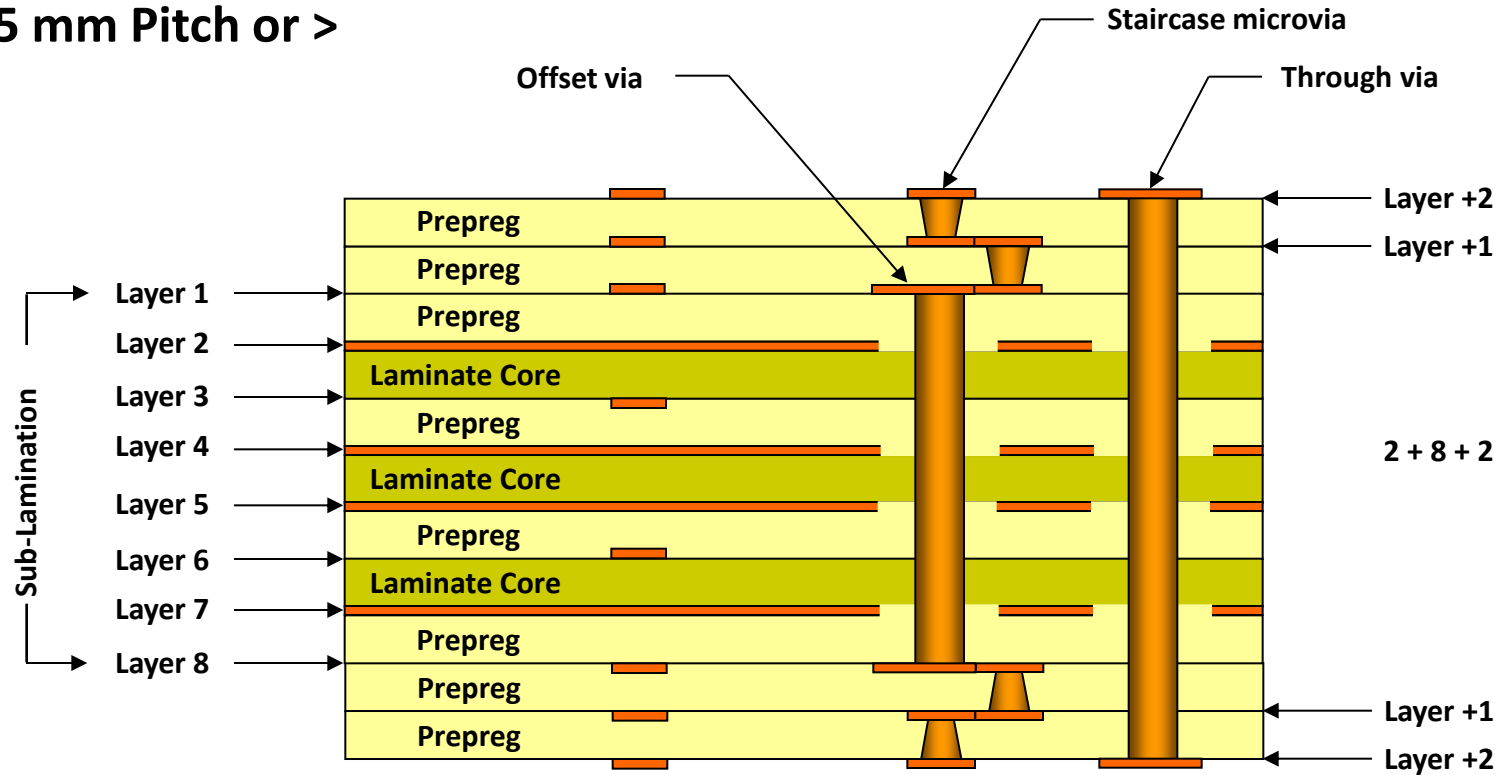 5 mm Pitch or >
Staircase microvia
Offset via
Through via
Layer +2
Prepreg
Layer +1
Prepreg
Layer 1
Prepreg
Layer 2
Laminate Core
Layer 3
Prepreg
Layer 4
2 + 8 + 2
Laminate Core
Layer 5
Sub-Lamination
Prepreg
Layer 6
Laminate Core
Layer 7
Prepreg
Layer 8
Prepreg
Layer +1
Prepreg
Layer +2